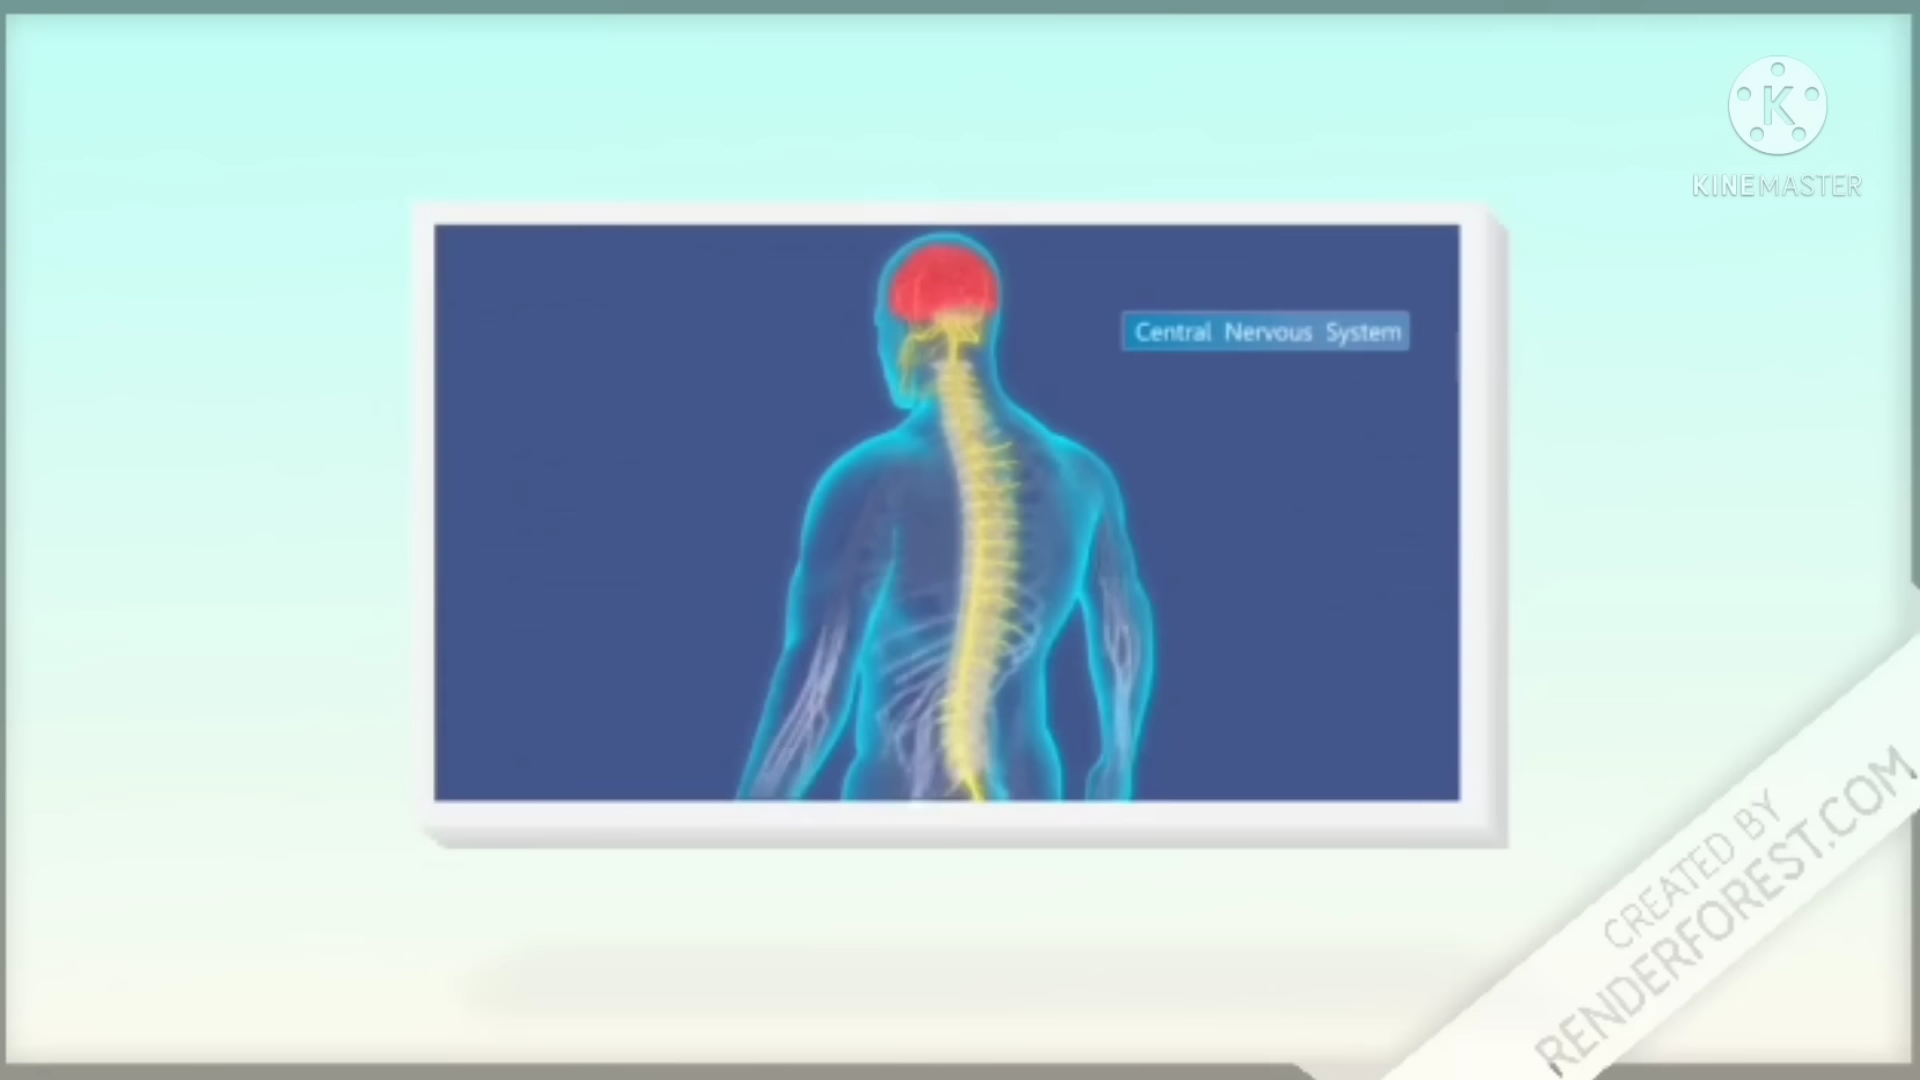 K
KINEMASTER
Central Nervous System
CREATED BY
RENDERFOREST.COM